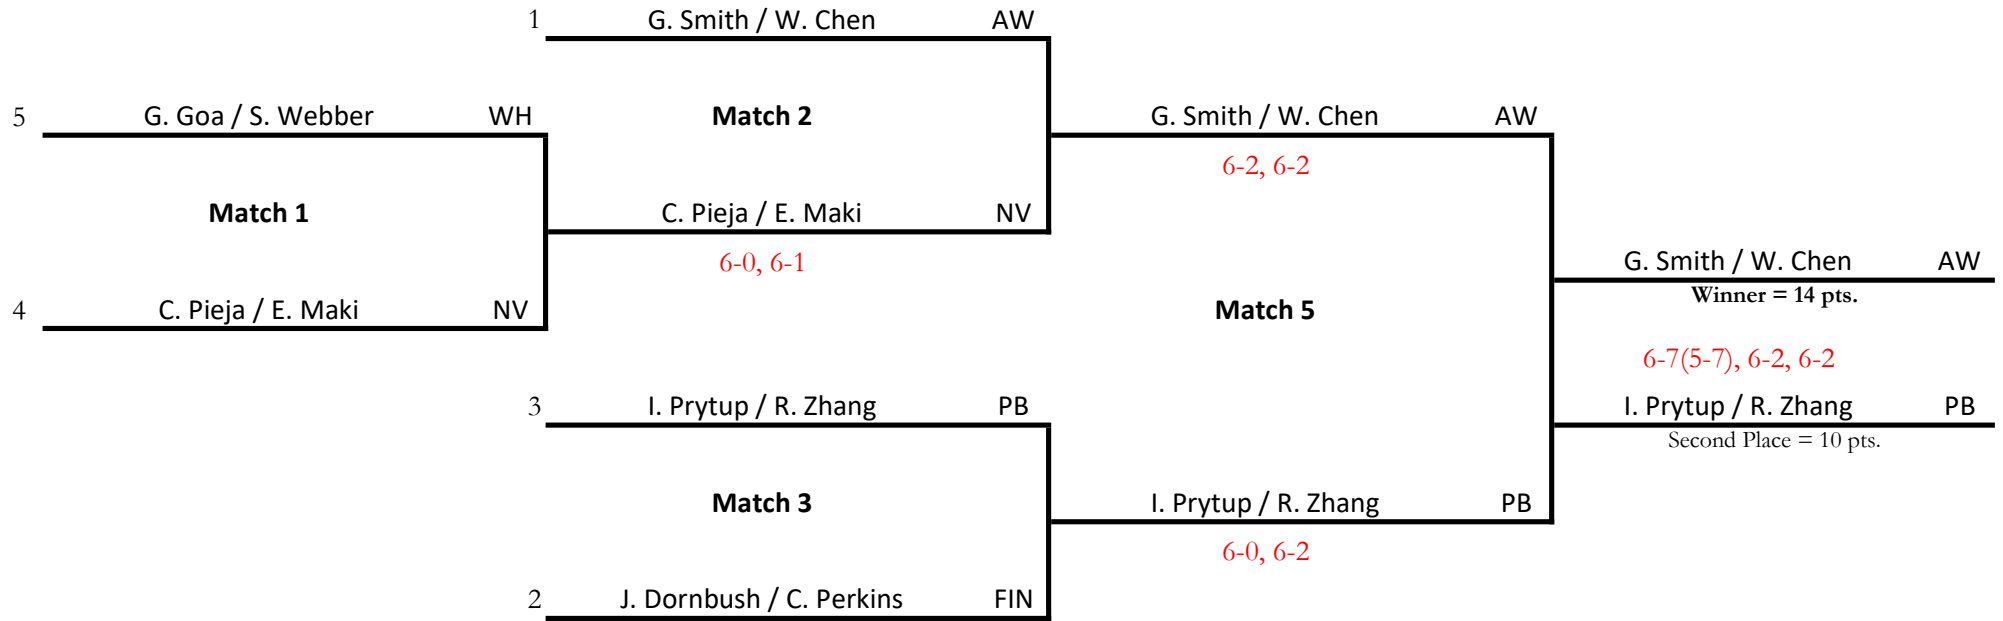 1 G. Smith / W. Chen AW
5 G. Goa / S. Webber WH
Match 2
G. Smith / W. Chen AW
6-2, 6-2
Match 1
C. Pieja / E. Maki NV
6-0, 6-1
G. Smith / W. Chen AW
Winner = 14 pts.
4 C. Pieja / E. Maki NV
Match 5
6-7(5-7), 6-2, 6-2
3 I. Prytup / R. Zhang PB
I. Prytup / R. Zhang PB
Second Place = 10 pts.
Match 3
I. Prytup / R. Zhang PB
6-0, 6-2
2 J. Dornbush / C. Perkins FIN